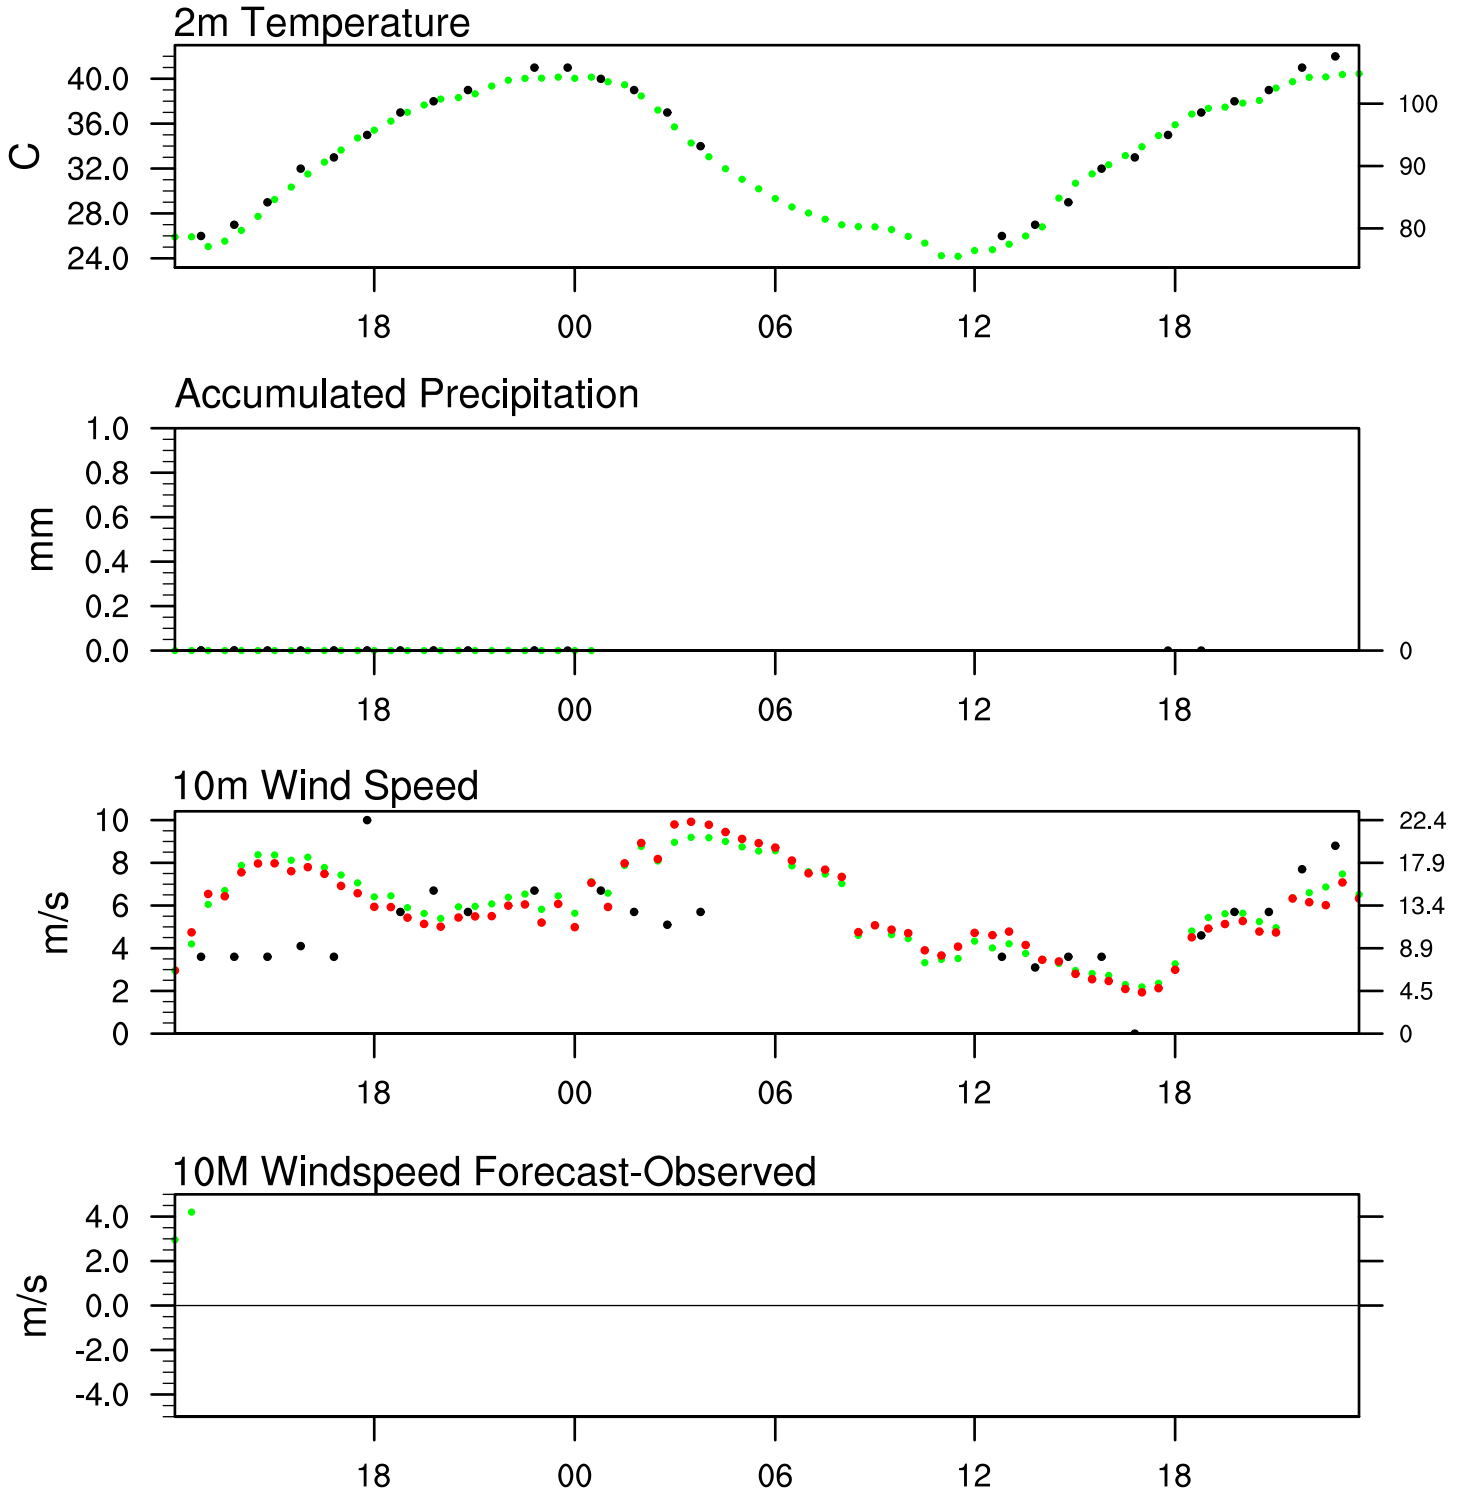 2m Temperature
40.0
36.0
32.0
28.0
24.0
C
100
90
80
18 00 06 12 18
Accumulated Precipitation
1.0
0.8
0.6
0.4
0.2
0.0
mm
0
18 00 06 12 18
10m Wind Speed
10
8
6
4
2
0
m/s
22.4
17.9
13.4
8.9
4.5
0
18 00 06 12 18
10M Windspeed Forecast-Observed
4.0
2.0
0.0
-2.0
-4.0
m/s
18 00 06 12 18